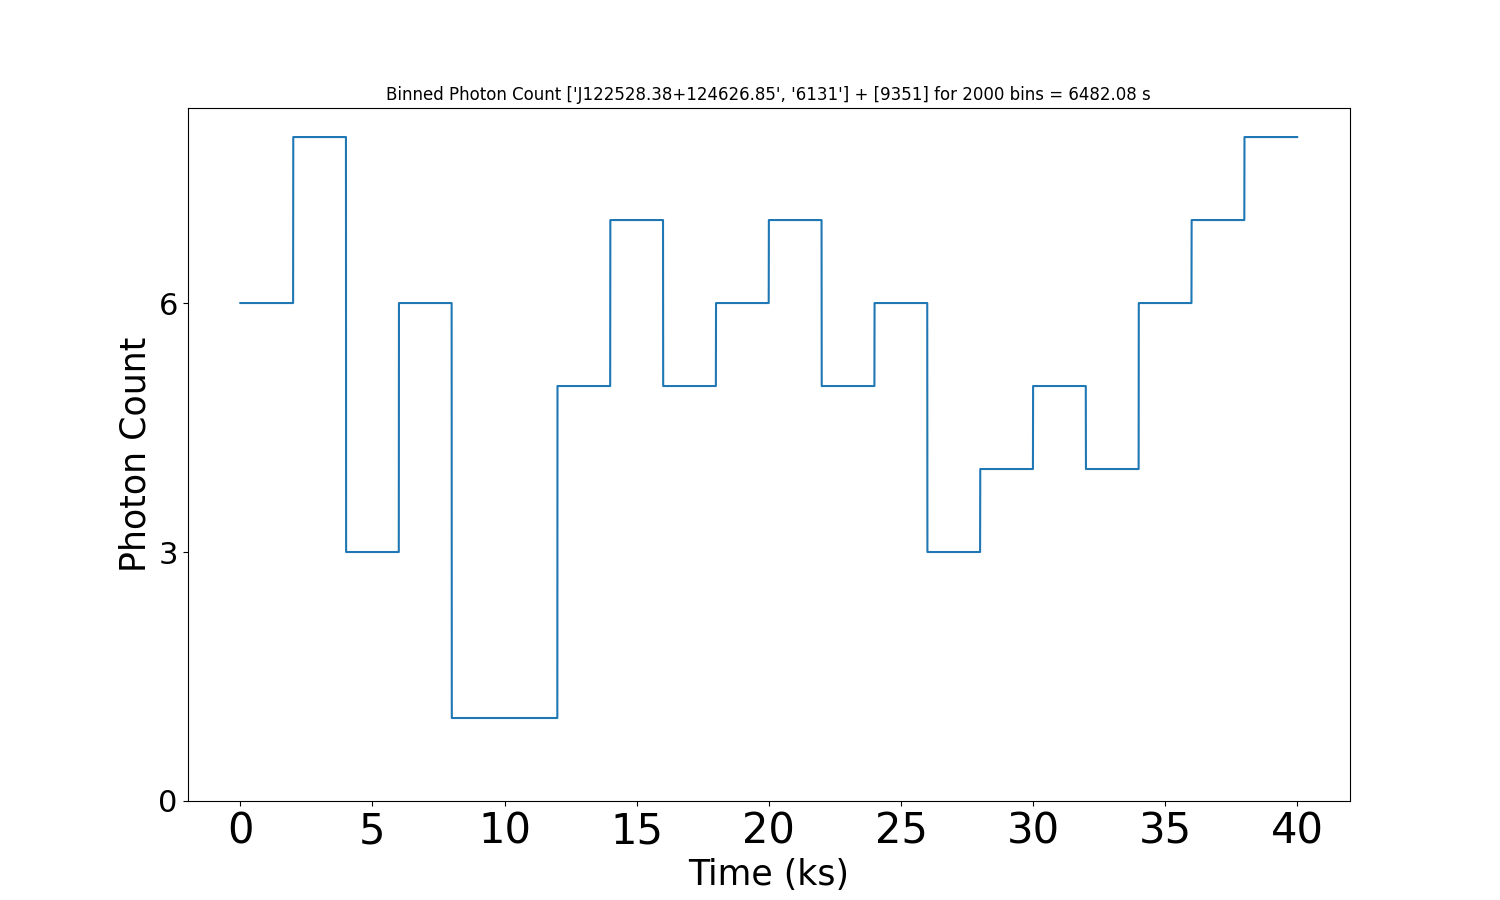 Binned Photon Count ['J122528.38+124626.85', '6131'] + [9351] for 2000 bins = 6482.08 s
6
3
0
Photon Count
0 5 10 15 20 25 30 35 40
Time (ks)